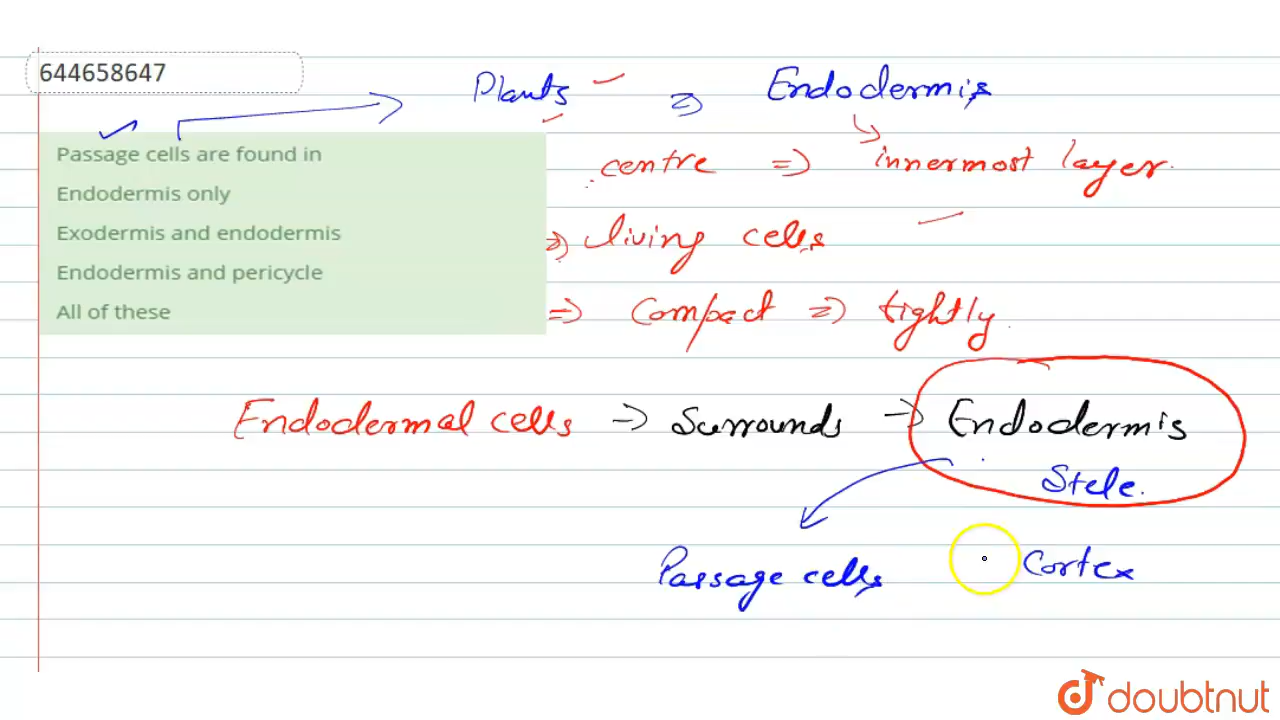 644658647
Plants ⇒ Endodermis
Passage cells are found in
centre ⇒ innermost layer.
Endodermis only
Exodermis and endodermis
⇒ living cells
Endodermis and pericycle
All of these
⇒ Compact ⇒ tightly.
Endodermal cells ⇒ Surrounds ⇒ Endodermis
Stele.
Passage cells Cortex
doubtnut